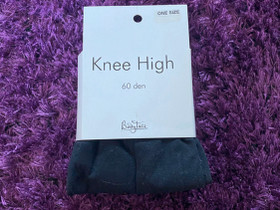 ONE SIZE
Knee High
60 den